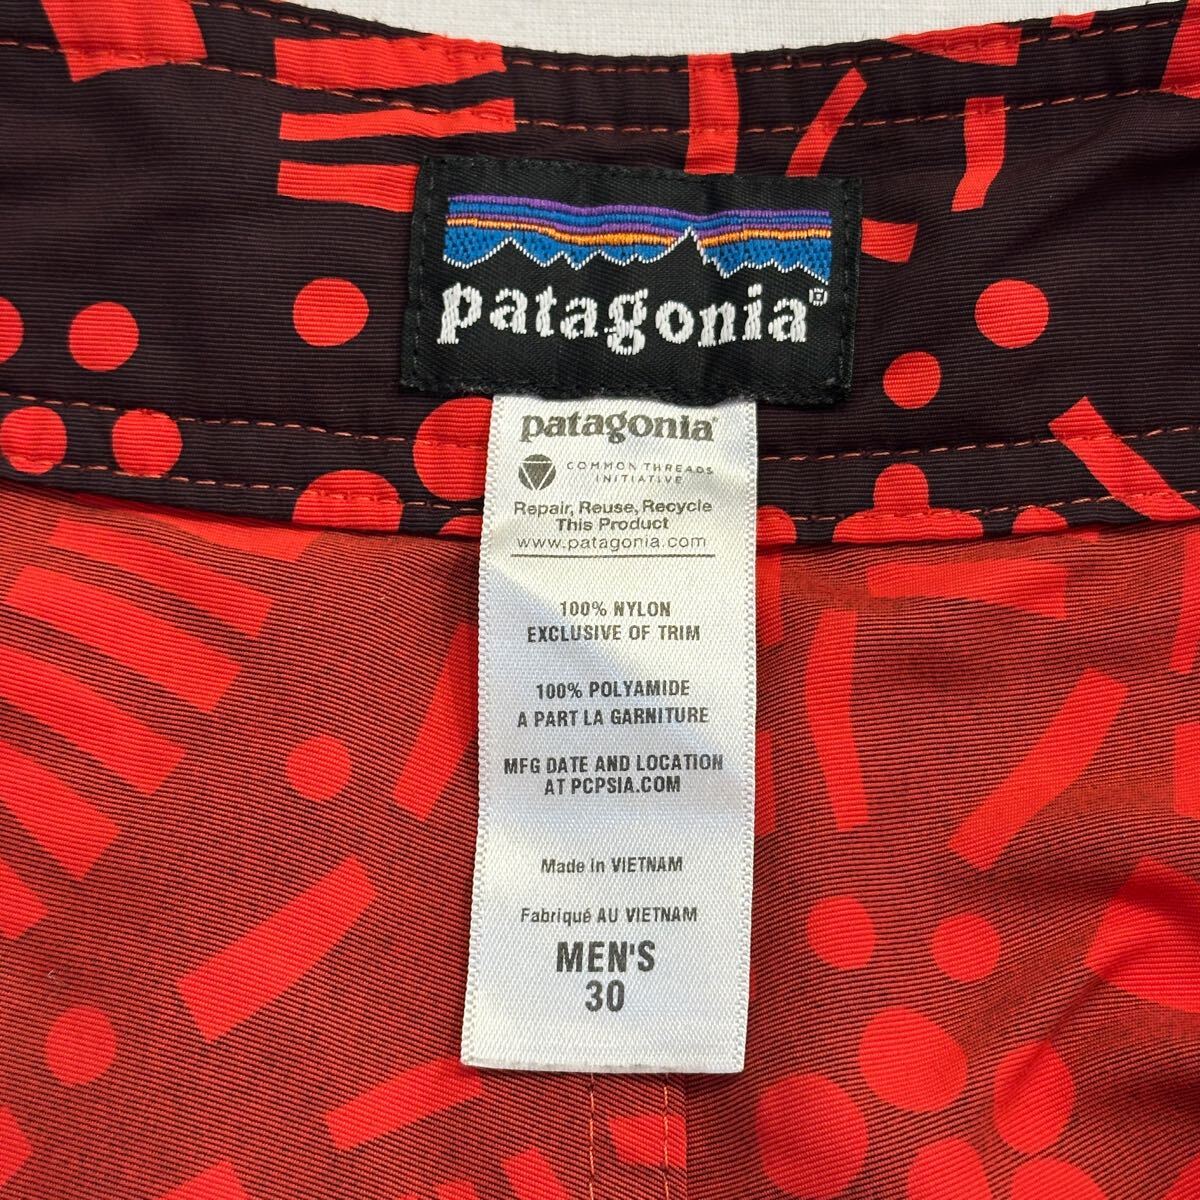 patagonia®
patagonia®
COMMON THREADS
INITIATIVE
Repair, Reuse, Recycle
This Product
www.patagonia.com
100% NYLON
EXCLUSIVE OF TRIM
100% POLYAMIDE
A PART LA GARNITURE
MFG DATE AND LOCATION
AT PCPSIA.COM
Made in VIETNAM
Fabriqué AU VIETNAM
MEN'S
30